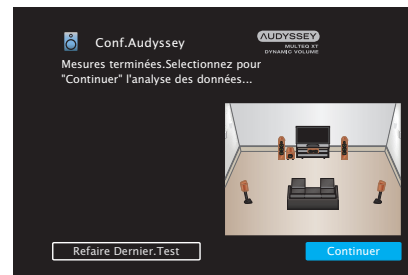 Conf.Audyssey
AUDYSSEY
MULTEQ XT
DYNAMIC VOLUME
Mesures terminées.Selectionnez pour
"Continuer" l'analyse des données...
Refaire Dernier.Test
Continuer